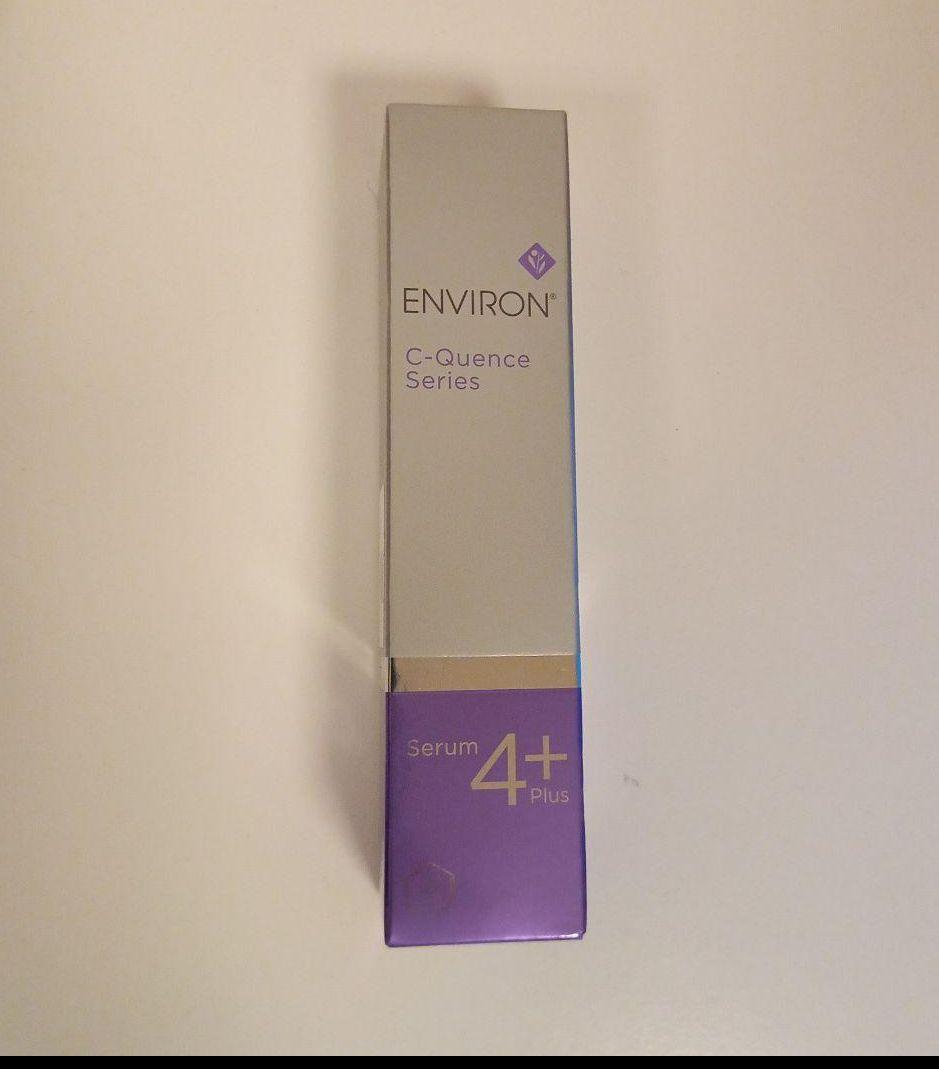 ENVIRON®
C-Quence
Series
Serum 4+
Plus